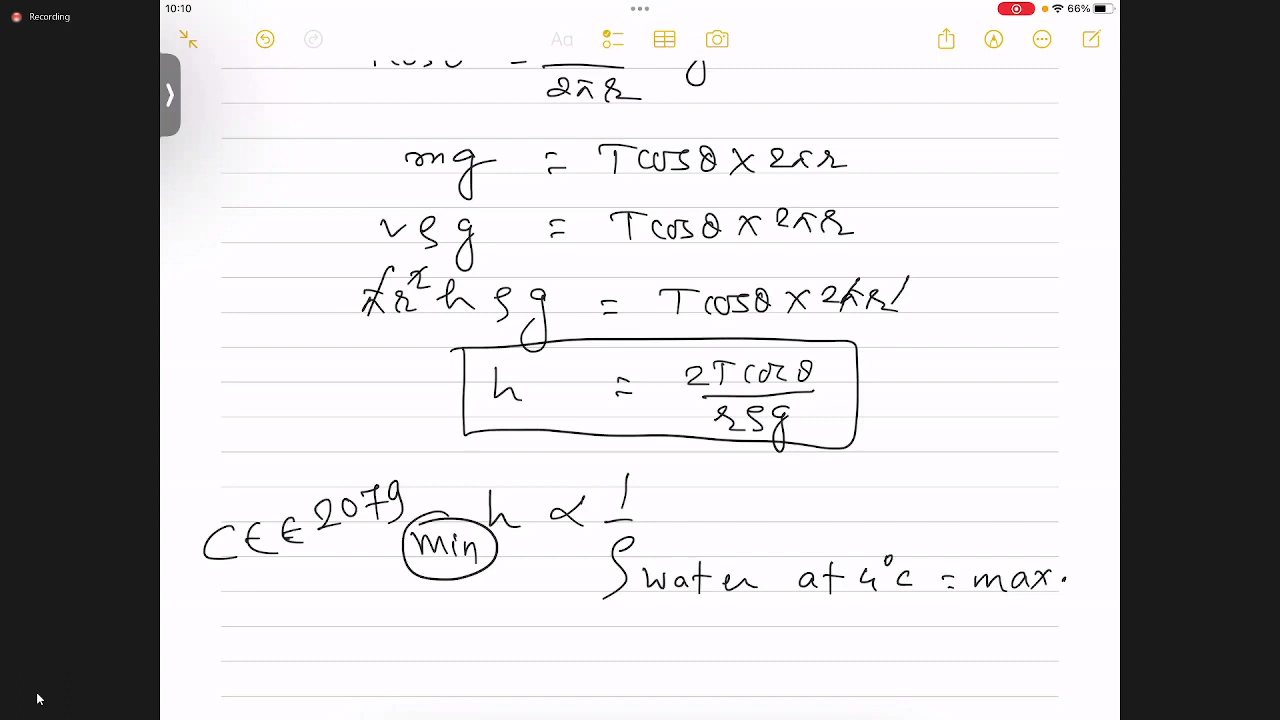 Recording
10:10
66%
Aa
2πr
mg = Tcosθ × 2πr
vρg = Tcosθ × 2πr
πr²hρg = Tcosθ × 2πr
h = 2Tcosθ / rρg
CEE 2079 min h ∝ 1/ρ
water at 4°c = max.